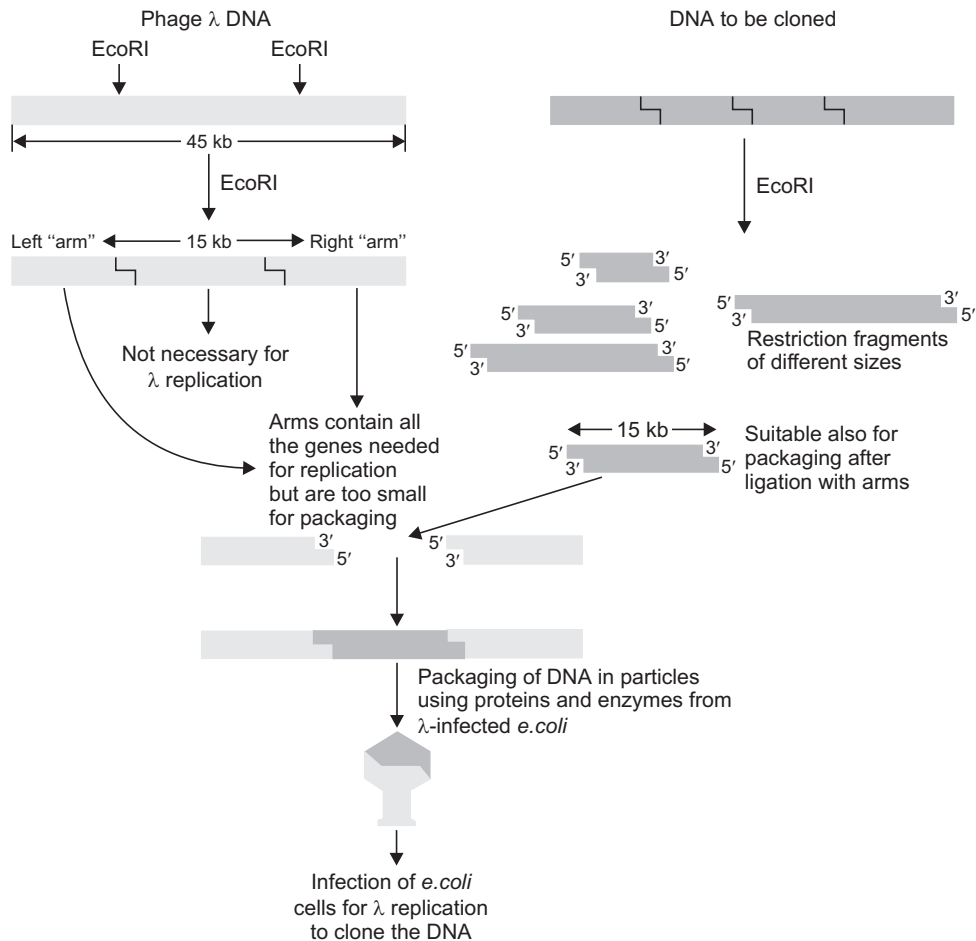 Phage λ DNA
EcoRI EcoRI
45 kb
EcoRI
Left "arm" 15 kb Right "arm"
Not necessary for
λ replication
Arms contain all
the genes needed
for replication
but are too small
for packaging
DNA to be cloned
EcoRI
5′ 3′
3′ 5′
5′ 3′
3′ 5′
5′ 3′
3′ 5′
5′ 3′
3′ 5′
Restriction fragments
of different sizes
15 kb
5′ 3′
3′ 5′
Suitable also for
packaging after
ligation with arms
3′ 5′
5′ 3′
Packaging of DNA in particles
using proteins and enzymes from
λ-infected e.coli
Infection of e.coli
cells for λ replication
to clone the DNA